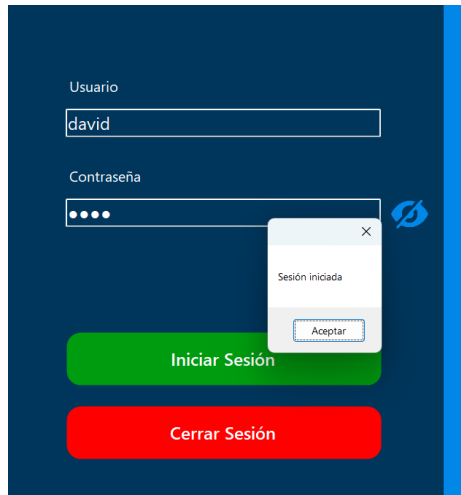 Usuario
david
Contraseña
●●●●
Sesión iniciada
Aceptar
Iniciar Sesión
Cerrar Sesión